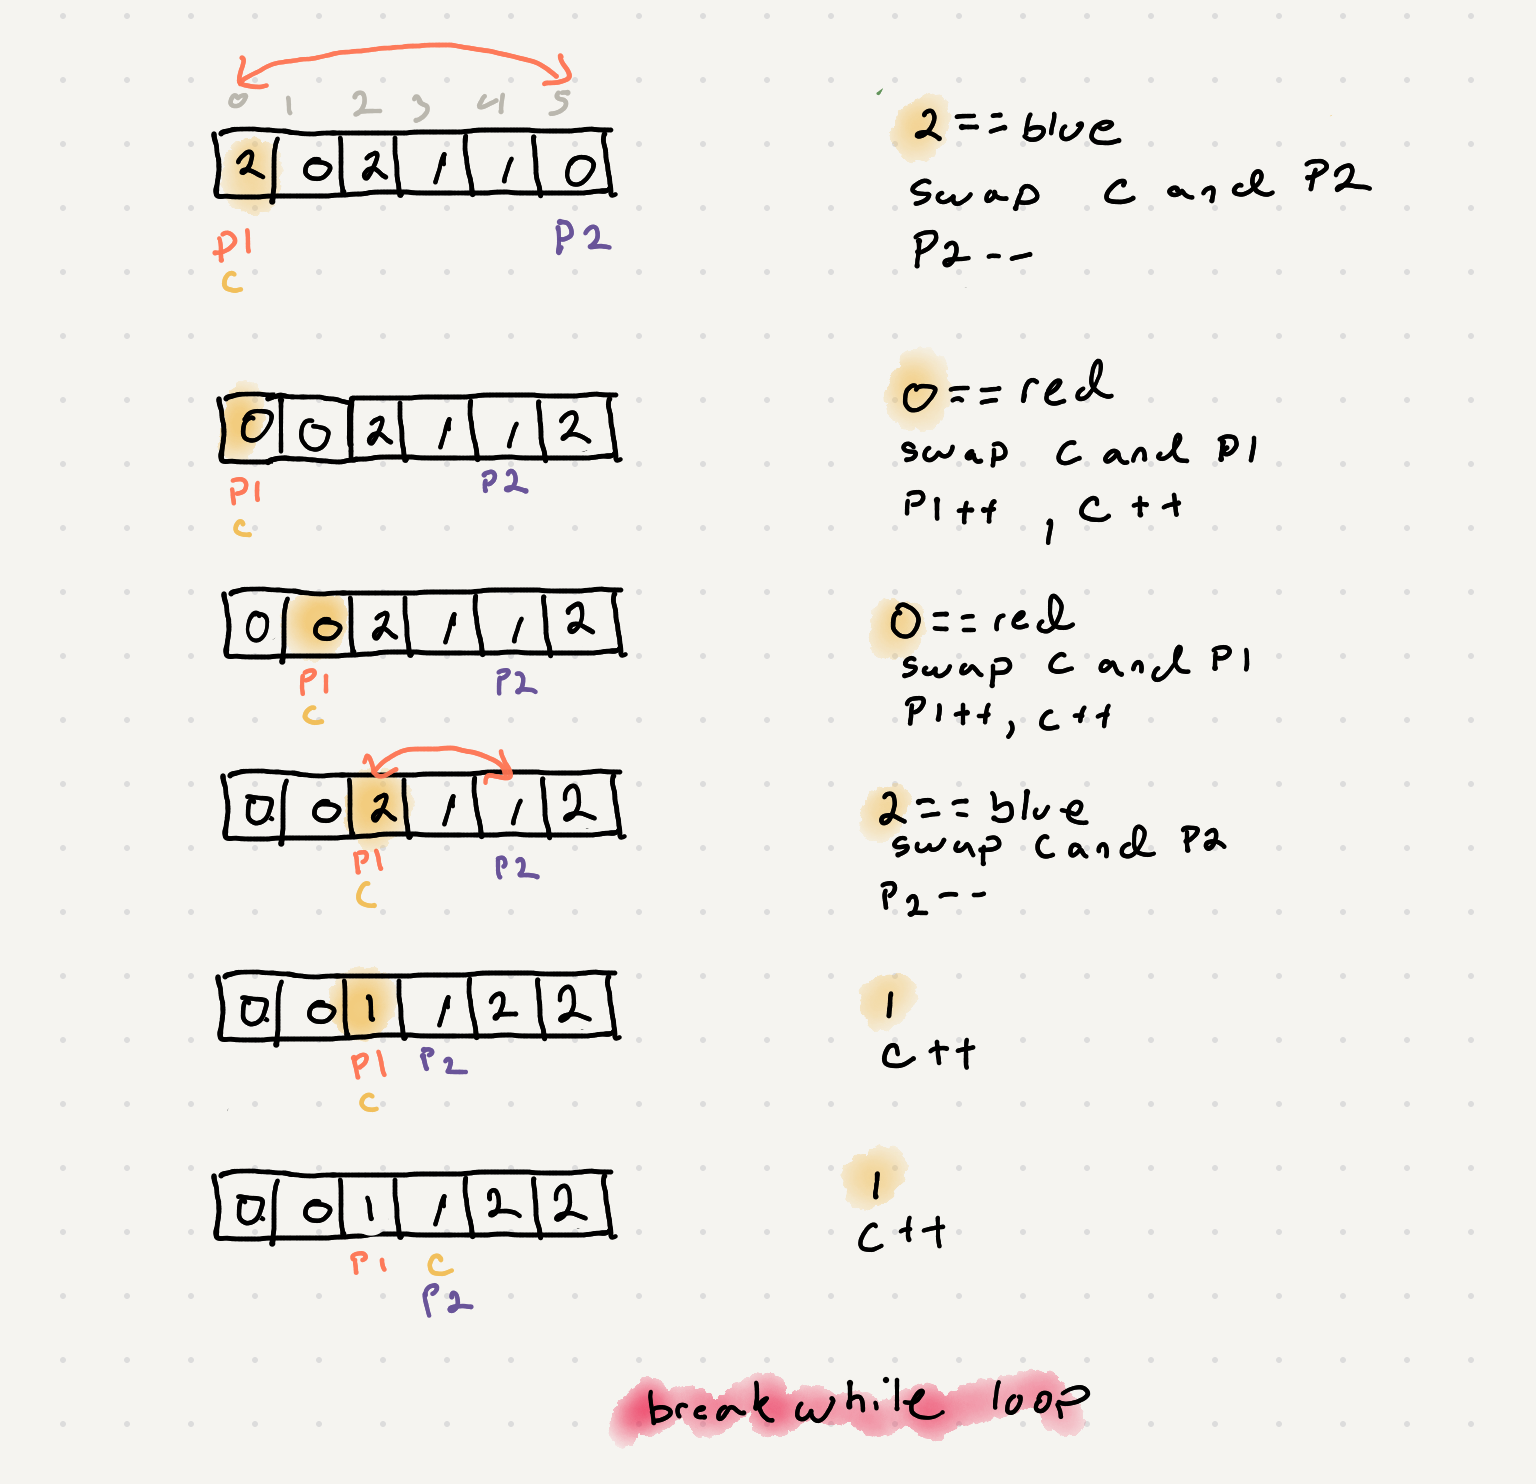 0 1 2 3 4 5
2 0 2 1 1 0
P1 P2
C
2 == blue
swap C and P2
P2 --
0 0 2 1 1 2
P1 P2
C
0 == red
swap C and P1
P1++ , C++
0 0 2 1 1 2
P1 P2
C
0 == red
swap C and P1
P1++, C++
0 0 2 1 1 2
P1 P2
C
2 == blue
swap C and P2
P2 --
0 0 1 1 2 2
P1 P2
C
1
C++
0 0 1 1 2 2
P1 C
P2
1
C++
break while loop